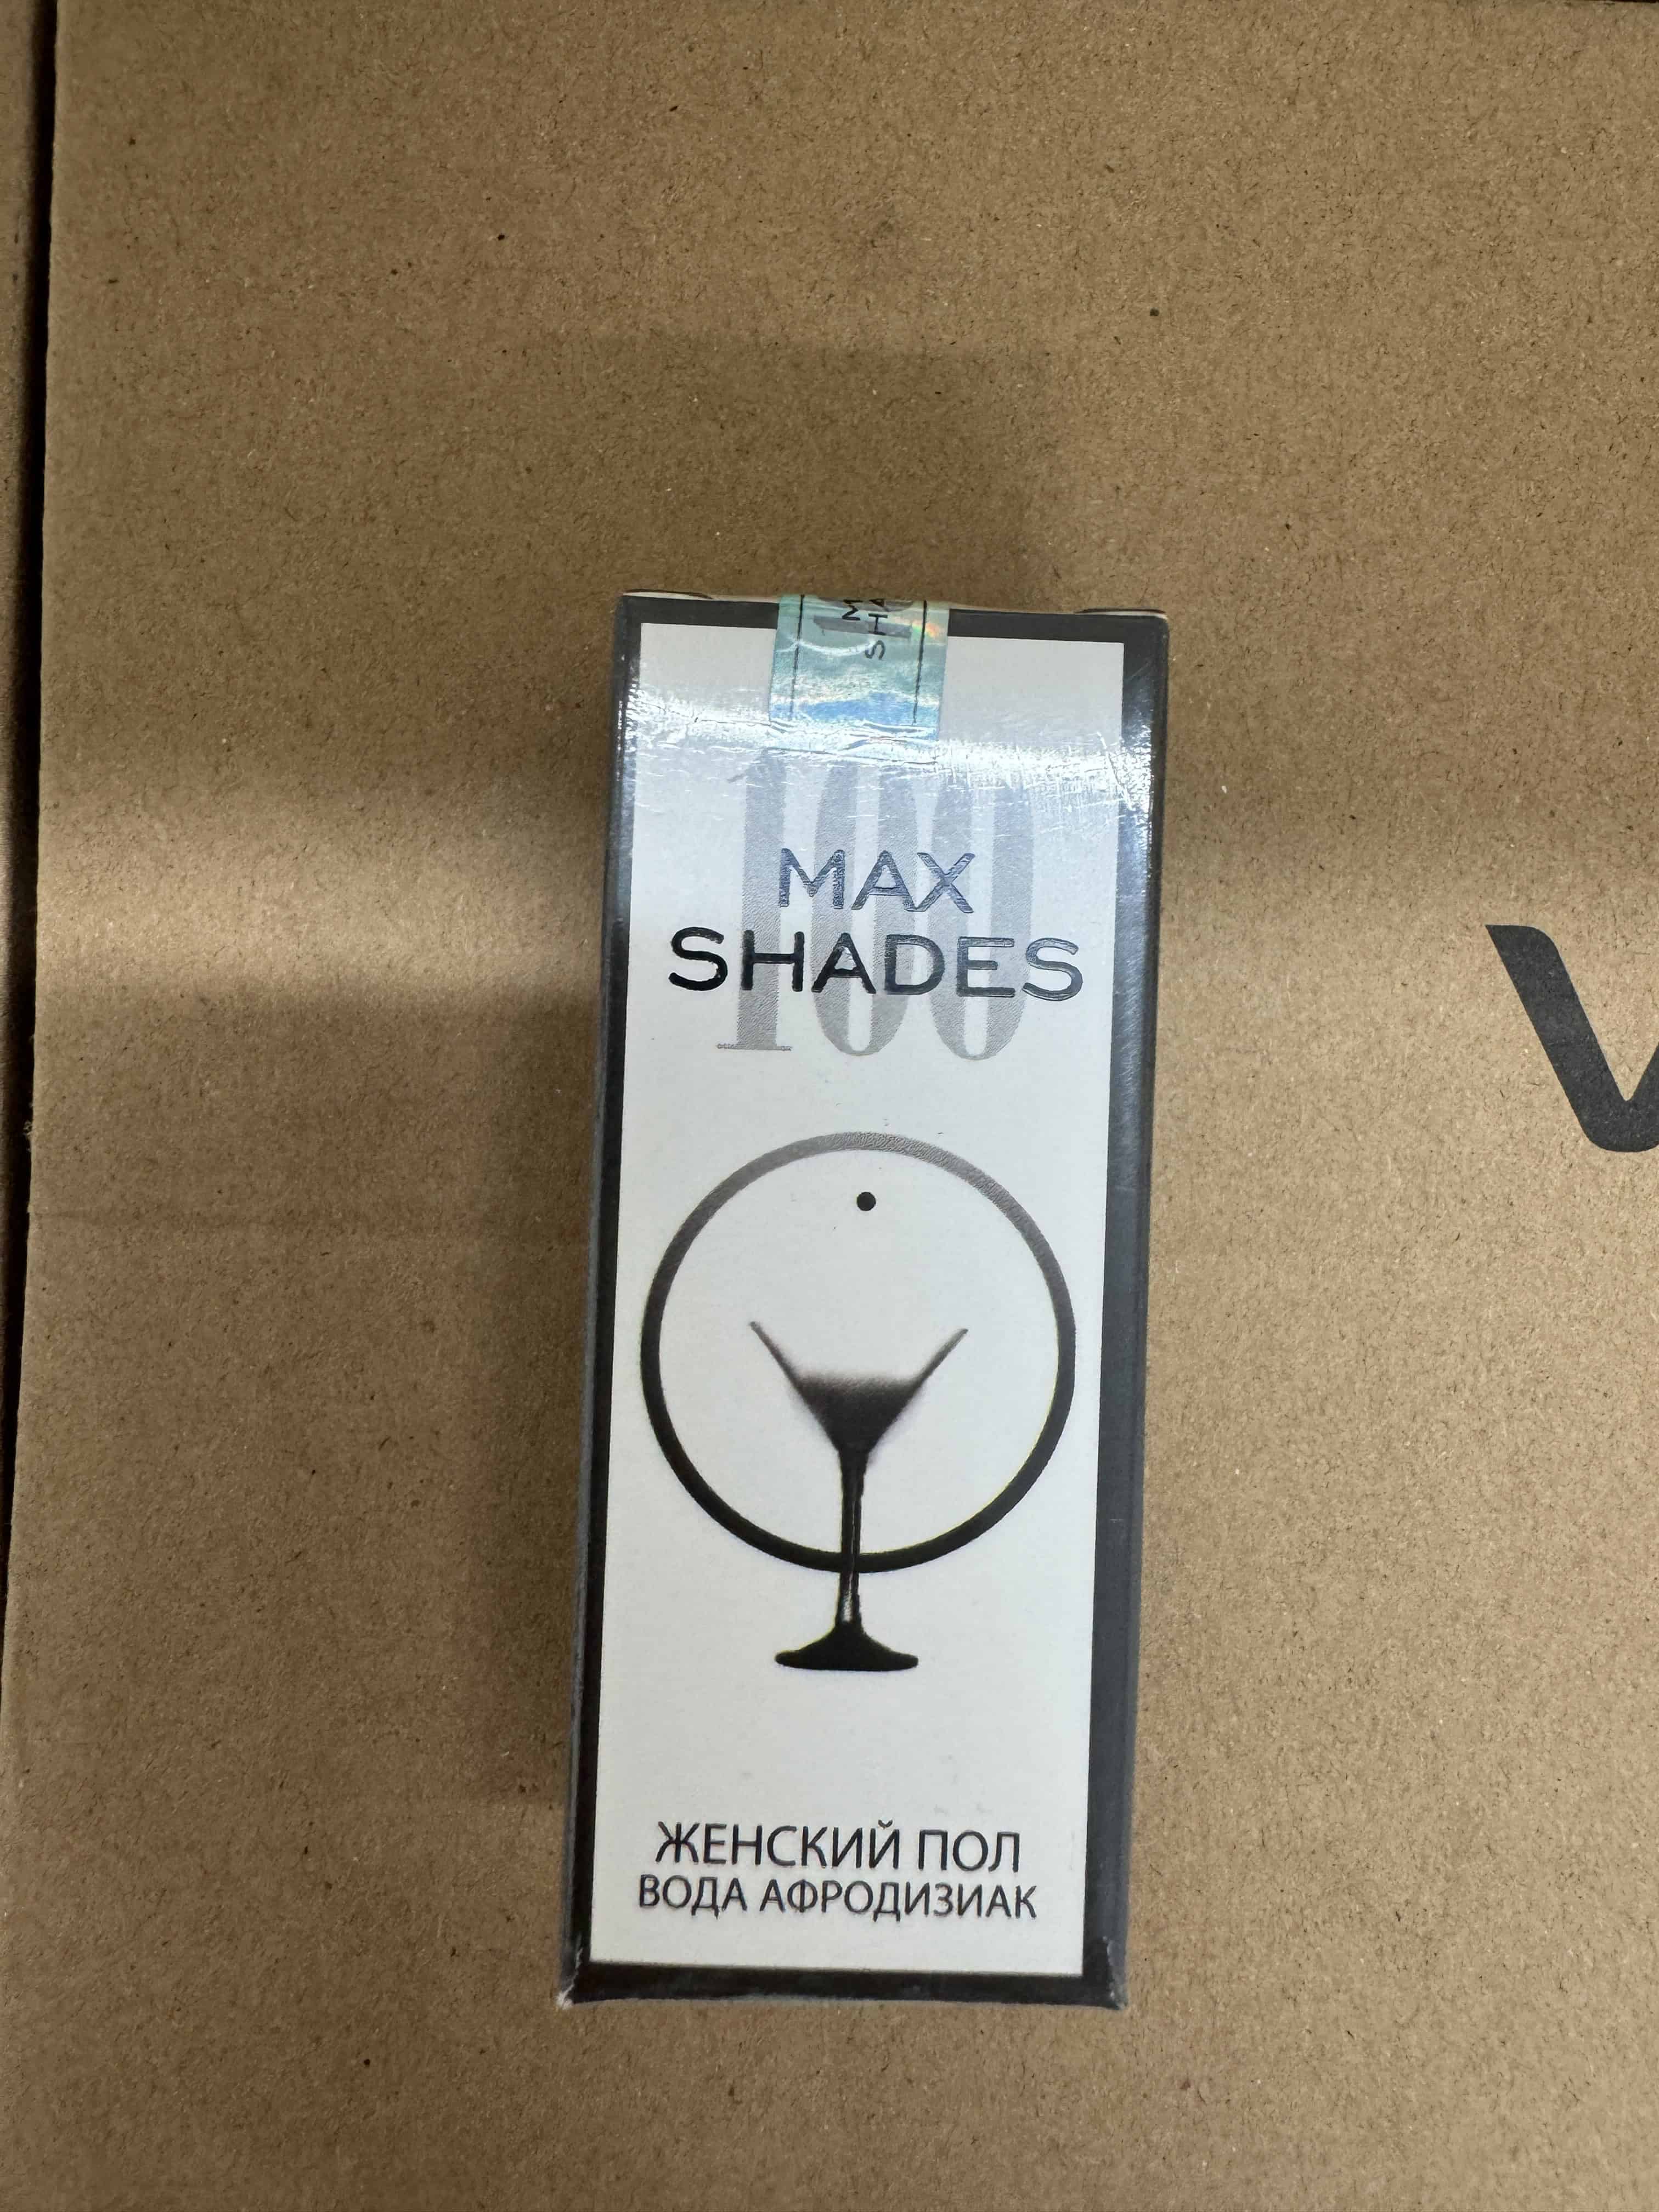 100
MAX
SHADES
ЖЕНСКИЙ ПОЛ
ВОДА АФРОДИЗИАК